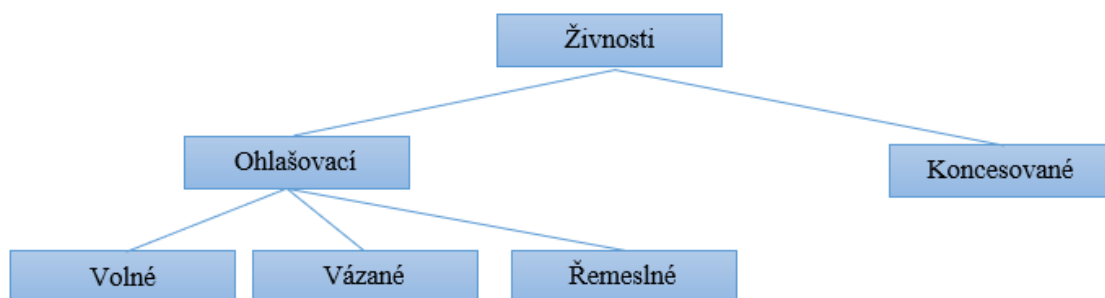 Živnosti
Ohlašovací
Koncesované
Volné
Vázané
Řemeslné